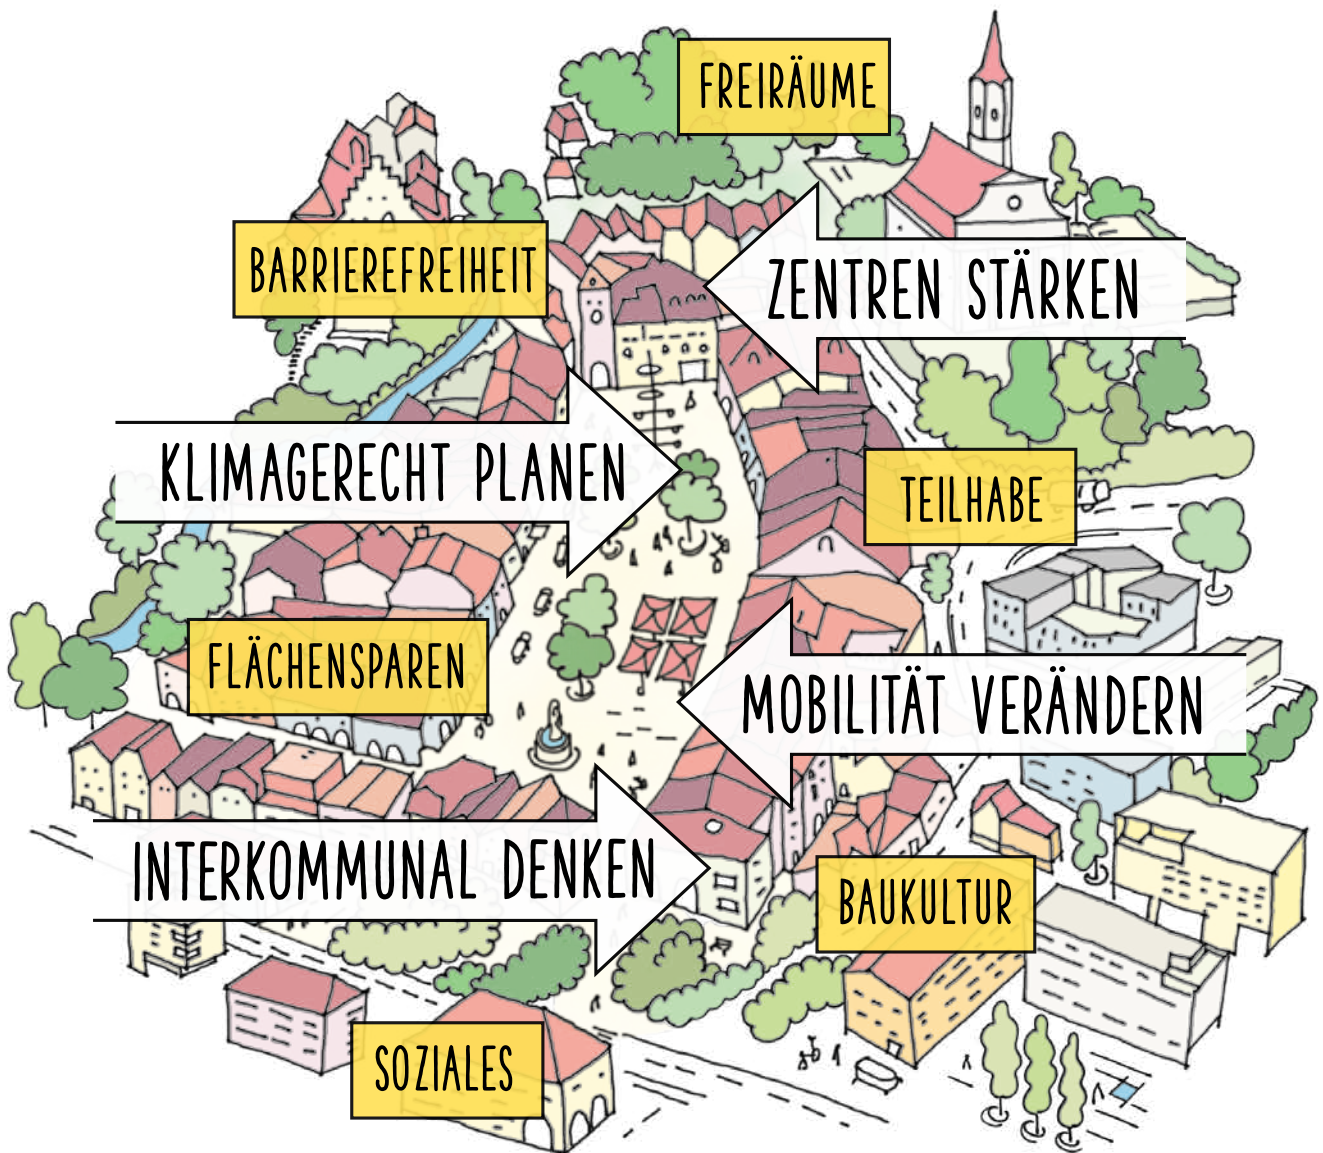 FREIRÄUME
BARRIEREFREIHEIT
ZENTREN STÄRKEN
KLIMAGERECHT PLANEN
TEILHABE
FLÄCHENSPAREN
MOBILITÄT VERÄNDERN
INTERKOMMUNAL DENKEN
BAUKULTUR
SOZIALES